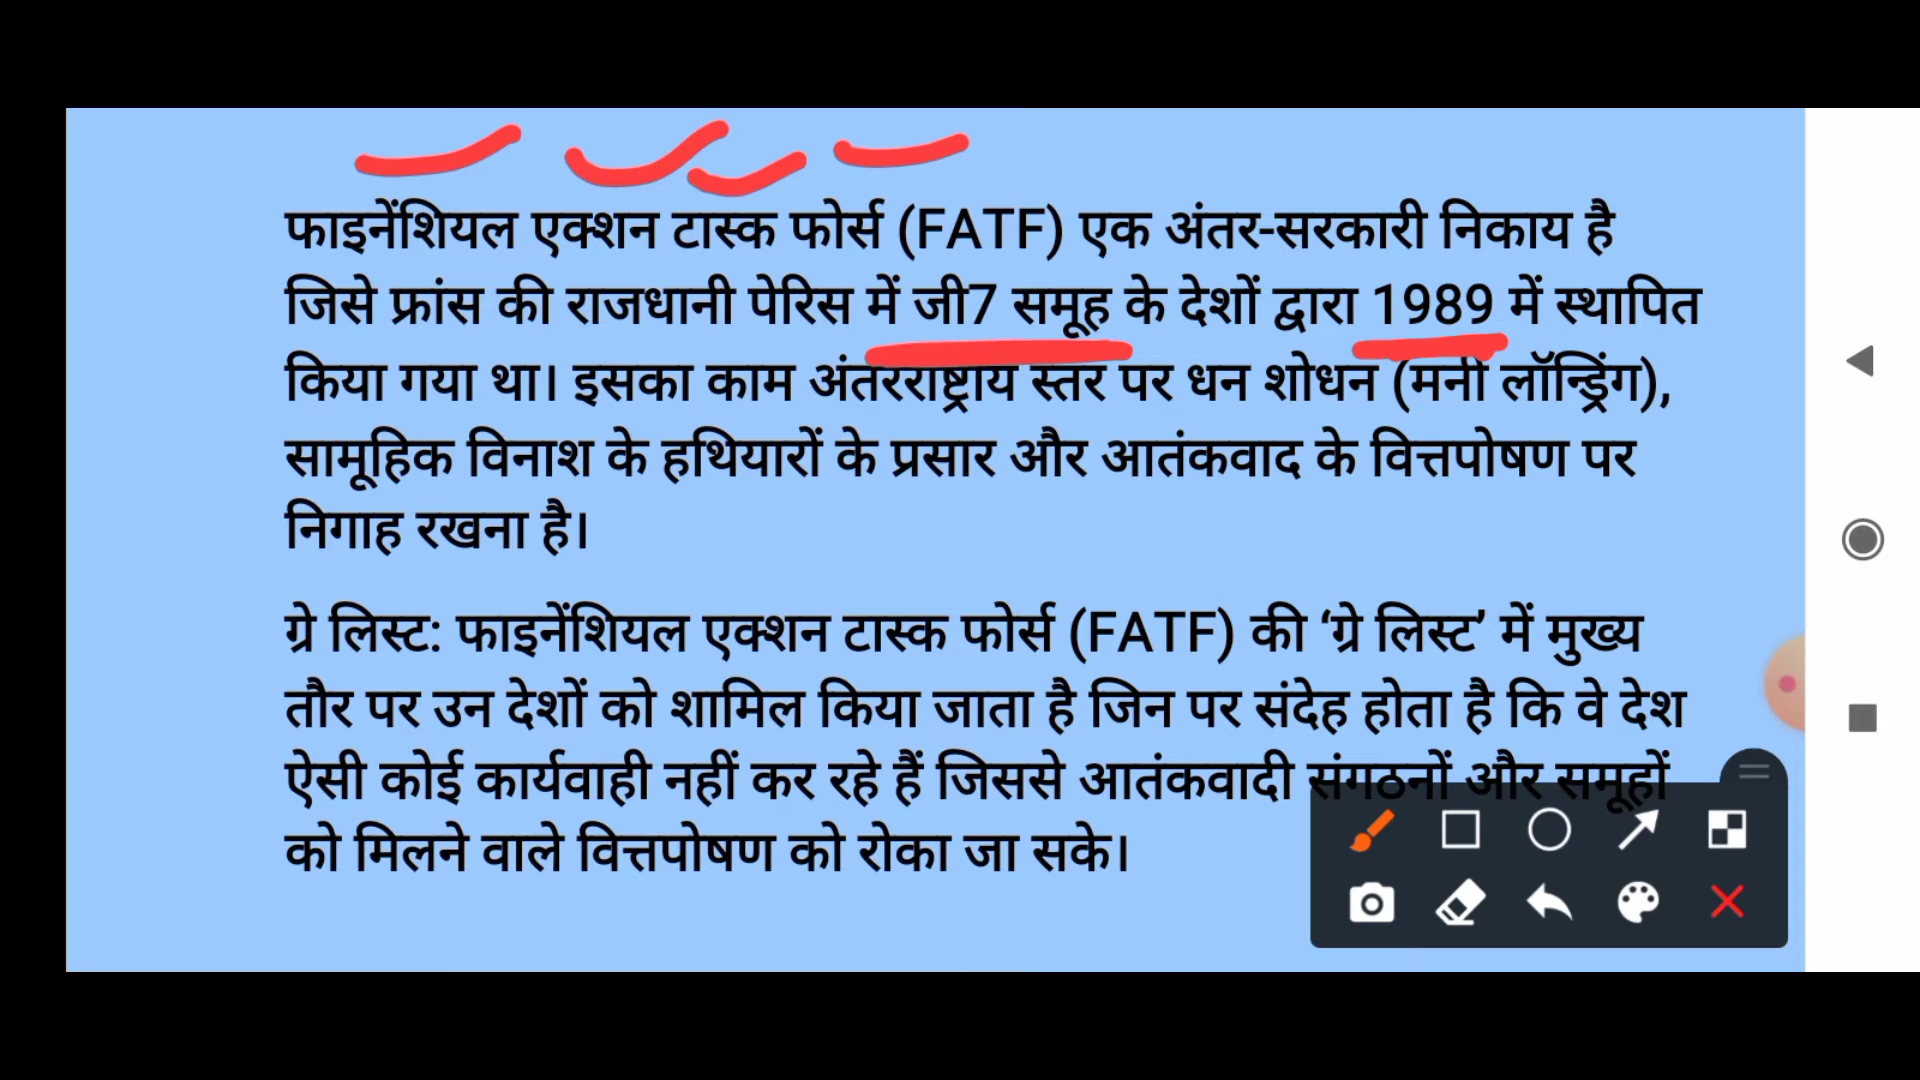 फाइनेंशियल एक्शन टास्क फोर्स (FATF) एक अंतर-सरकारी निकाय है
जिसे फ्रांस की राजधानी पेरिस में जी7 समूह के देशों द्वारा 1989 में स्थापित
किया गया था। इसका काम अंतरराष्ट्रीय स्तर पर धन शोधन (मनी लॉन्ड्रिंग),
सामूहिक विनाश के हथियारों के प्रसार और आतंकवाद के वित्तपोषण पर
निगाह रखना है।
ग्रे लिस्ट: फाइनेंशियल एक्शन टास्क फोर्स (FATF) की ‘ग्रे लिस्ट’ में मुख्य
तौर पर उन देशों को शामिल किया जाता है जिन पर संदेह होता है कि वे देश
ऐसी कोई कार्यवाही नहीं कर रहे हैं जिससे आतंकवादी संगठनों और समूहों
को मिलने वाले वित्तपोषण को रोका जा सके।